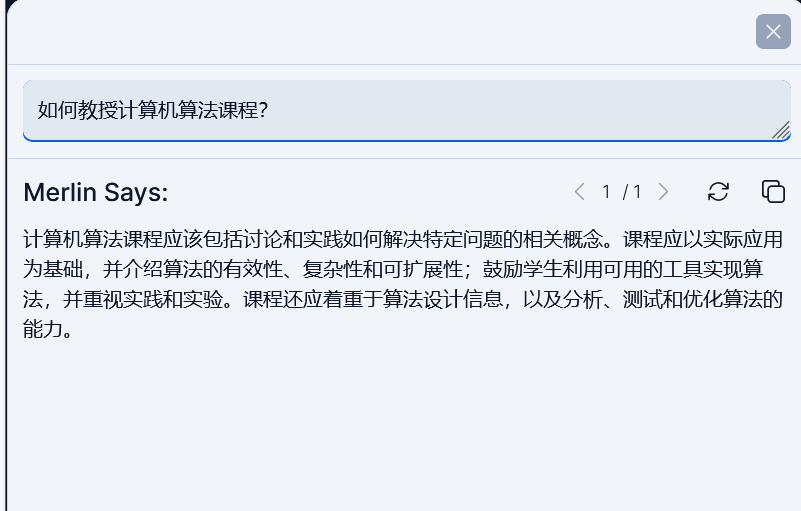 如何教授计算机算法课程?
Merlin Says:
1 / 1
计算机算法课程应该包括讨论和实践如何解决特定问题的相关概念。课程应以实际应用
为基础，并介绍算法的有效性、复杂性和可扩展性；鼓励学生利用可用的工具实现算
法，并重视实践和实验。课程还应着重于算法设计信息，以及分析、测试和优化算法的
能力。